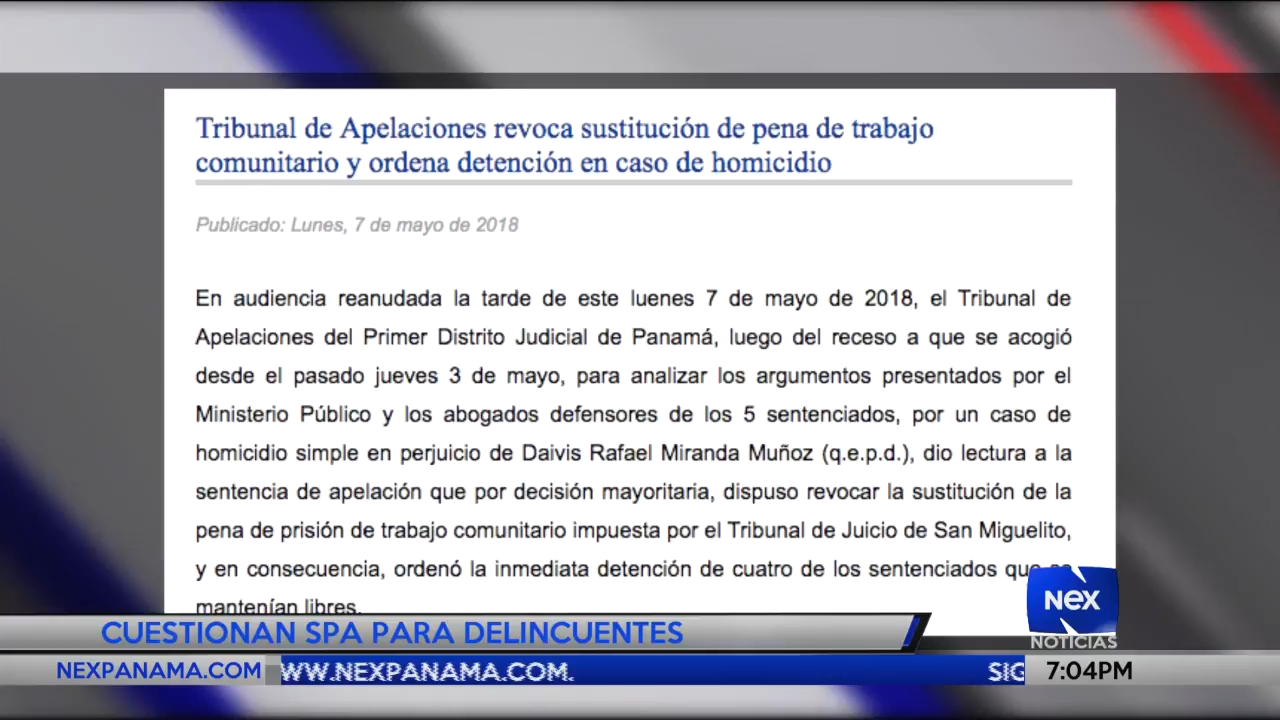 Tribunal de Apelaciones revoca sustitución de pena de trabajo
comunitario y ordena detención en caso de homicidio
Publicado: Lunes, 7 de mayo de 2018
En audiencia reanudada la tarde de este luenes 7 de mayo de 2018, el Tribunal de
Apelaciones del Primer Distrito Judicial de Panamá, luego del receso a que se acogió
desde el pasado jueves 3 de mayo, para analizar los argumentos presentados por el
Ministerio Público y los abogados defensores de los 5 sentenciados, por un caso de
homicidio simple en perjuicio de Daivis Rafael Miranda Muñoz (q.e.p.d.), dio lectura a la
sentencia de apelación que por decisión mayoritaria, dispuso revocar la sustitución de la
pena de prisión de trabajo comunitario impuesta por el Tribunal de Juicio de San Miguelito,
y en consecuencia, ordenó la inmediata detención de cuatro de los sentenciados que
mantenían libres.
nex
NOTICIAS
CUESTIONAN SPA PARA DELINCUENTES
NEXPANAMA.COM
WW.NEXPANAMA.COM.
SIG
7:04PM